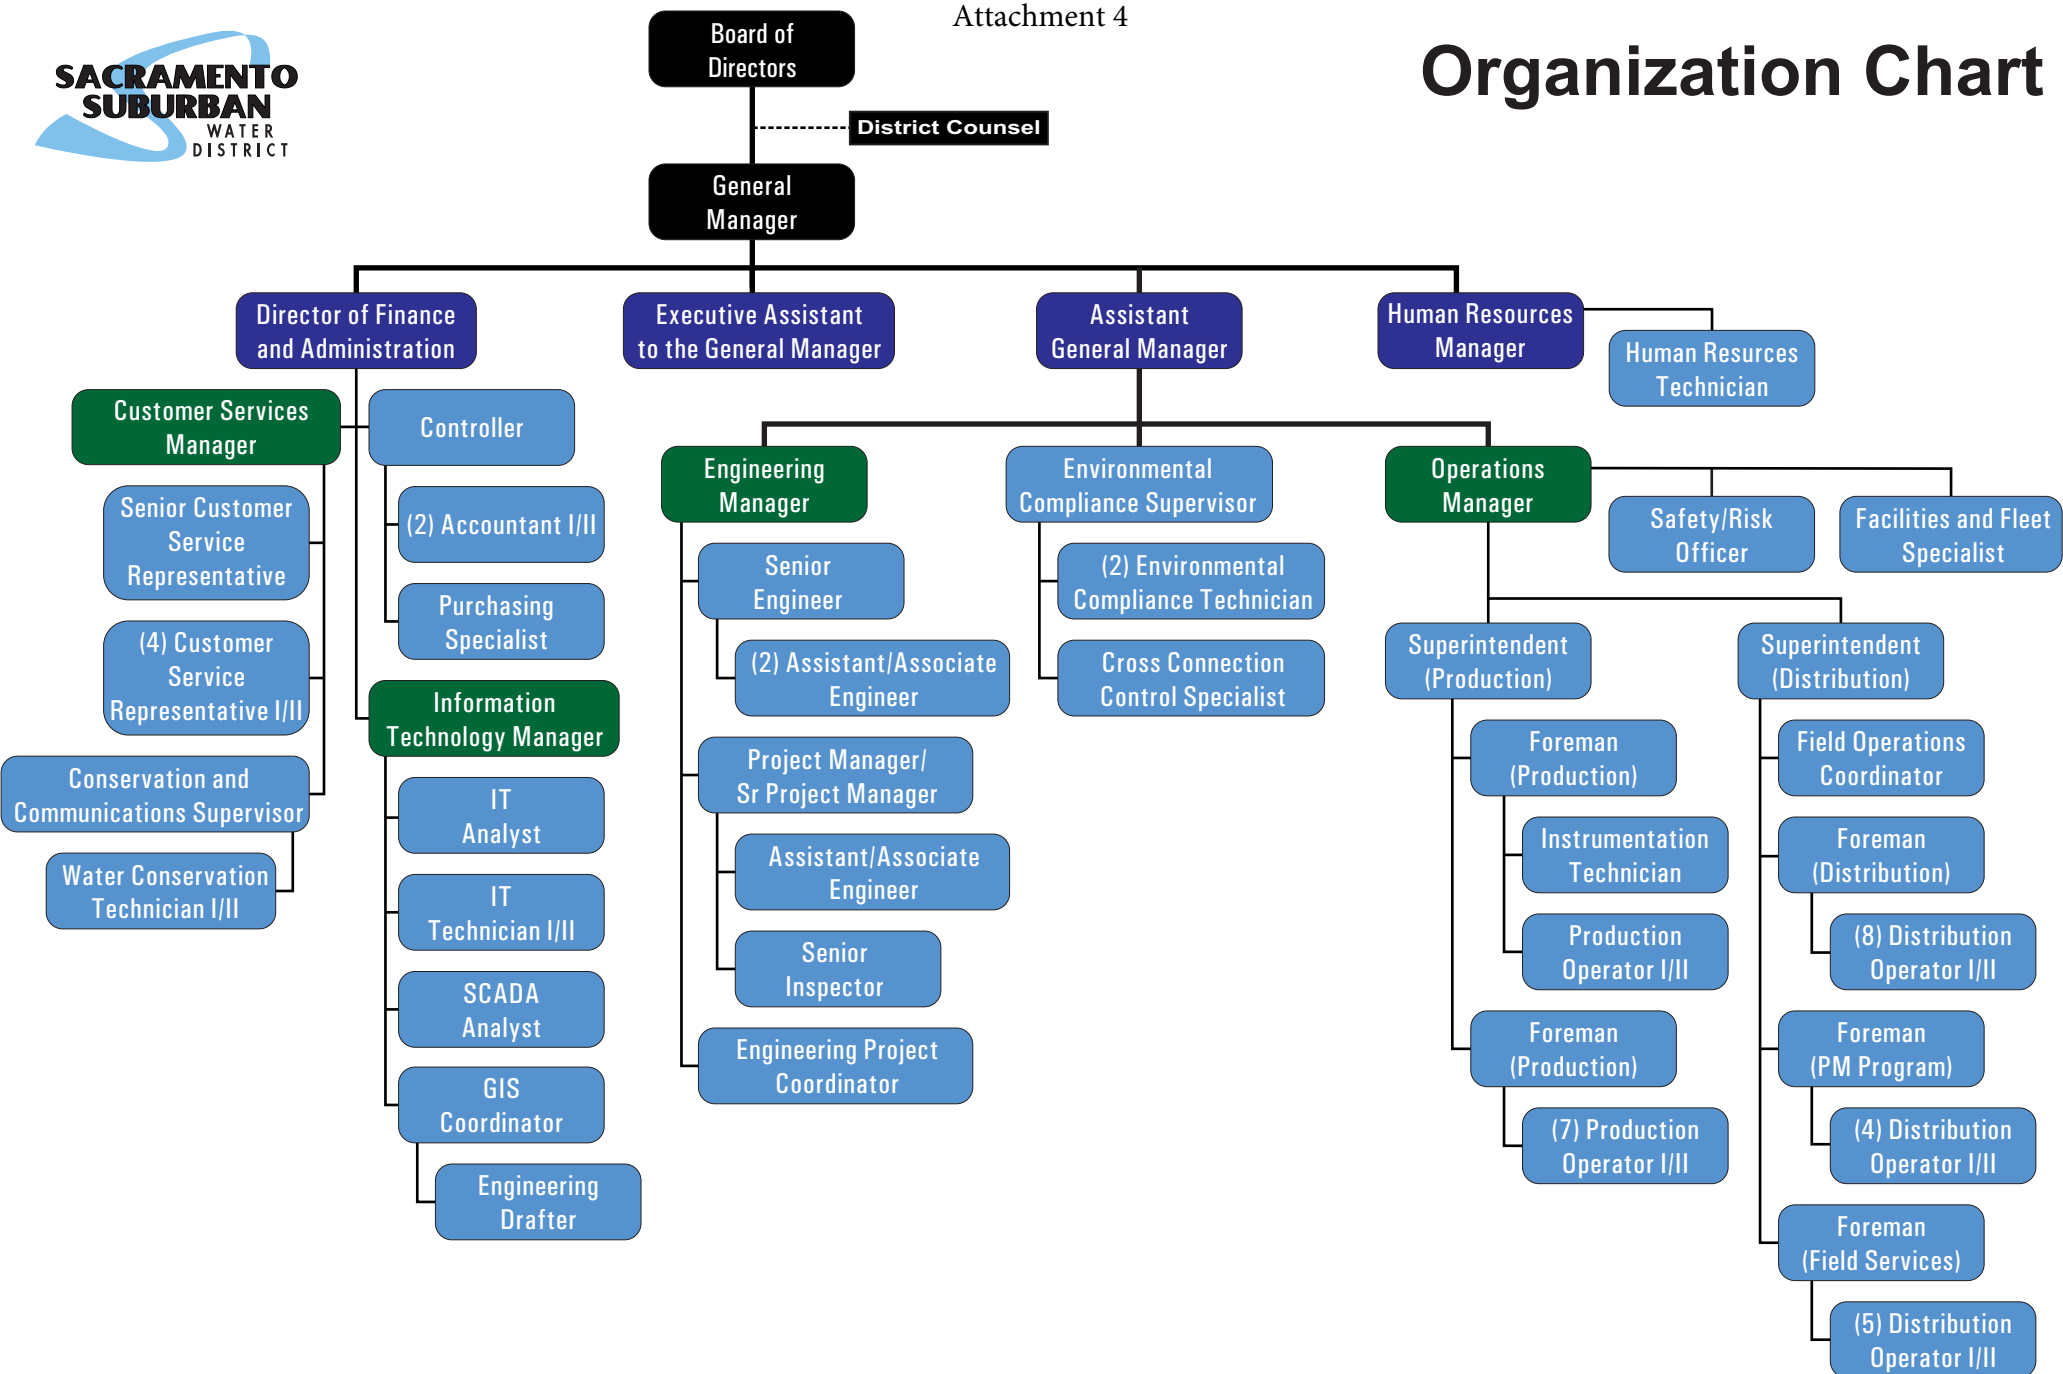 Attachment 4
Organization Chart
SACRAMENTO
SUBURBAN
WATER
DISTRICT
Board of
Directors
District Counsel
General
Manager
Director of Finance
and Administration
Executive Assistant
to the General Manager
Assistant
General Manager
Human Resources
Manager
Human Resurces
Technician
Customer Services
Manager
Senior Customer
Service
Representative
(4) Customer
Service
Representative I/II
Conservation and
Communications Supervisor
Water Conservation
Technician I/II
Controller
(2) Accountant I/II
Purchasing
Specialist
Information
Technology Manager
IT
Analyst
IT
Technician I/II
SCADA
Analyst
GIS
Coordinator
Engineering
Drafter
Engineering
Manager
Senior
Engineer
(2) Assistant/Associate
Engineer
Project Manager/
Sr Project Manager
Assistant/Associate
Engineer
Senior
Inspector
Engineering Project
Coordinator
Environmental
Compliance Supervisor
(2) Environmental
Compliance Technician
Cross Connection
Control Specialist
Operations
Manager
Safety/Risk
Officer
Facilities and Fleet
Specialist
Superintendent
(Production)
Foreman
(Production)
Instrumentation
Technician
Production
Operator I/II
Foreman
(Production)
(7) Production
Operator I/II
Superintendent
(Distribution)
Field Operations
Coordinator
Foreman
(Distribution)
(8) Distribution
Operator I/II
Foreman
(PM Program)
(4) Distribution
Operator I/II
Foreman
(Field Services)
(5) Distribution
Operator I/II